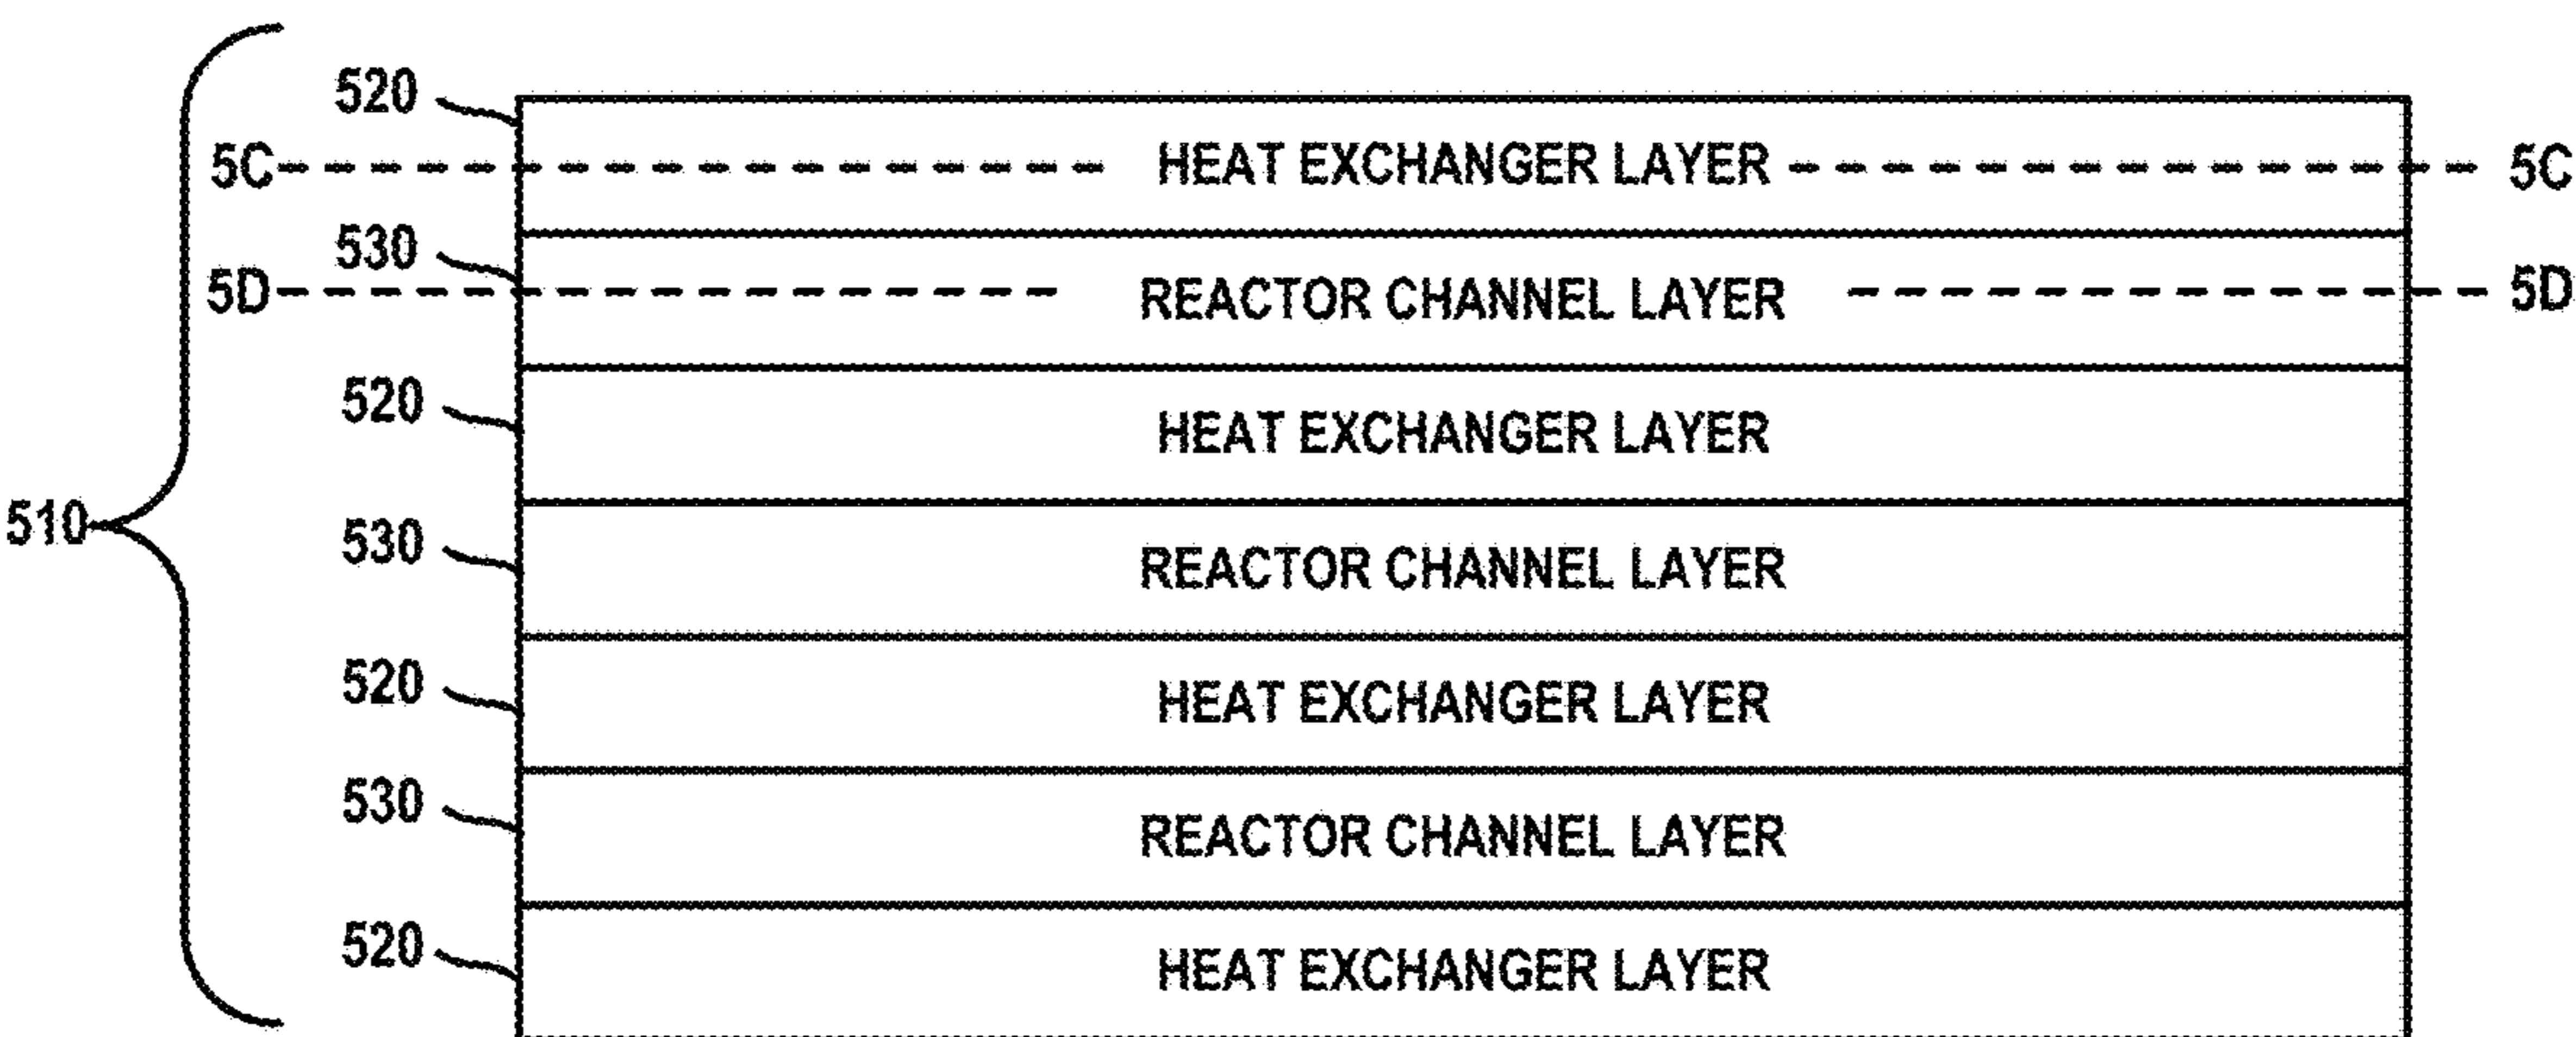 520
5C HEAT EXCHANGER LAYER 5C
530
5D REACTOR CHANNEL LAYER 5D
520
HEAT EXCHANGER LAYER
510
530
REACTOR CHANNEL LAYER
520
HEAT EXCHANGER LAYER
530
REACTOR CHANNEL LAYER
520
HEAT EXCHANGER LAYER